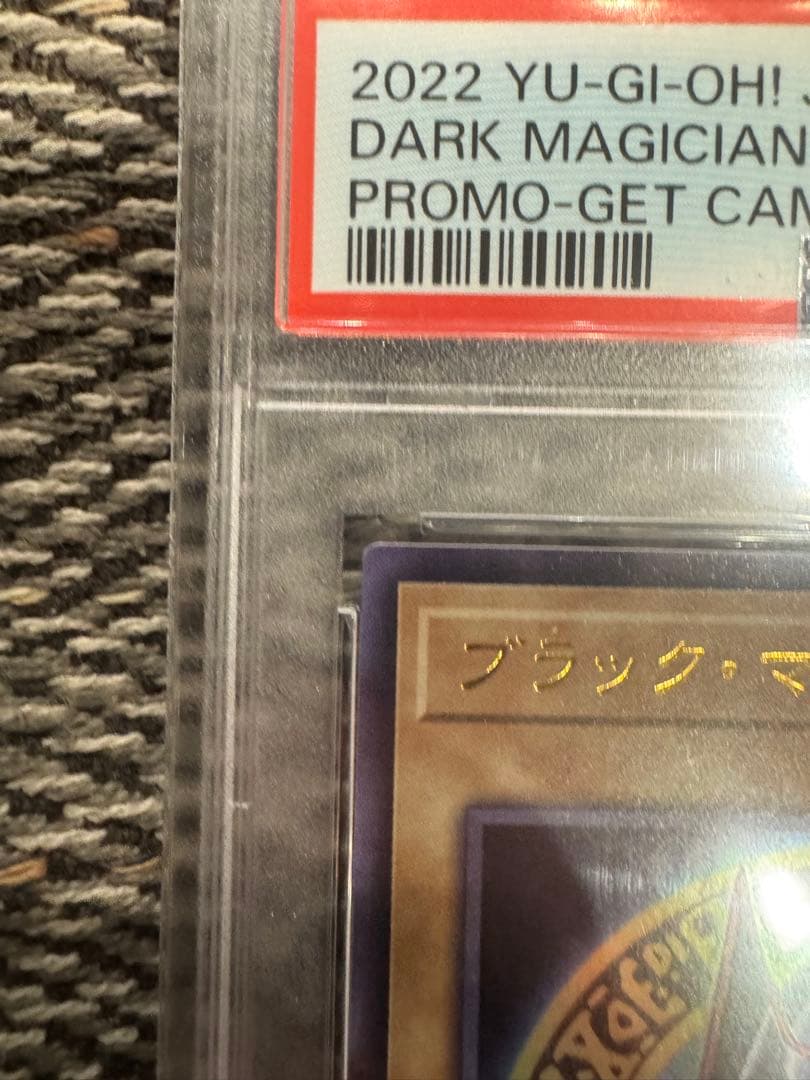 2022 YU-GI-OH!
DARK MAGICIAN
PROMO-GET
ブラック・マ